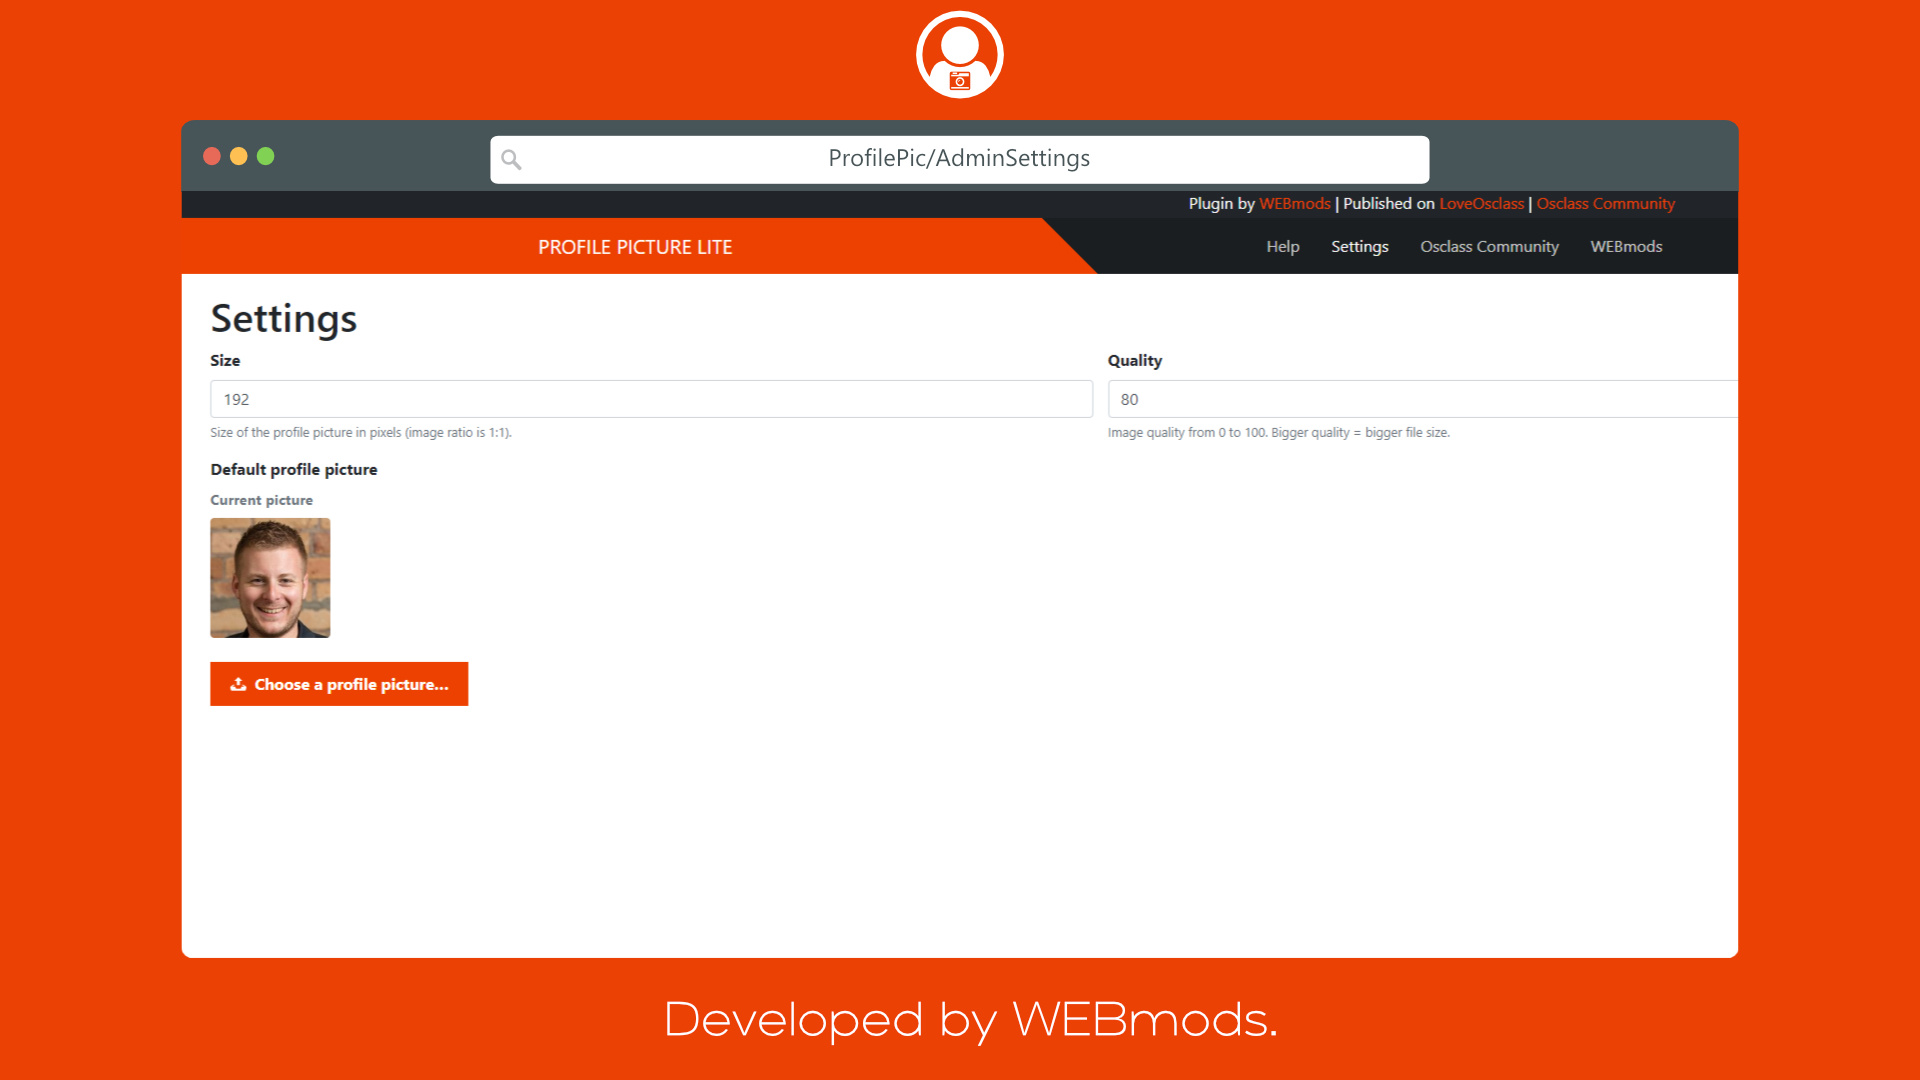 ProfilePic/AdminSettings
Plugin by WEBmods | Published on LoveOsclass | Osclass Community
PROFILE PICTURE LITE
Help Settings Osclass Community WEBmods
Settings
Size
Quality
192
80
Size of the profile picture in pixels (image ratio is 1:1).
Image quality from 0 to 100. Bigger quality = bigger file size.
Default profile picture
Current picture
Choose a profile picture...
Developed by WEBmods.